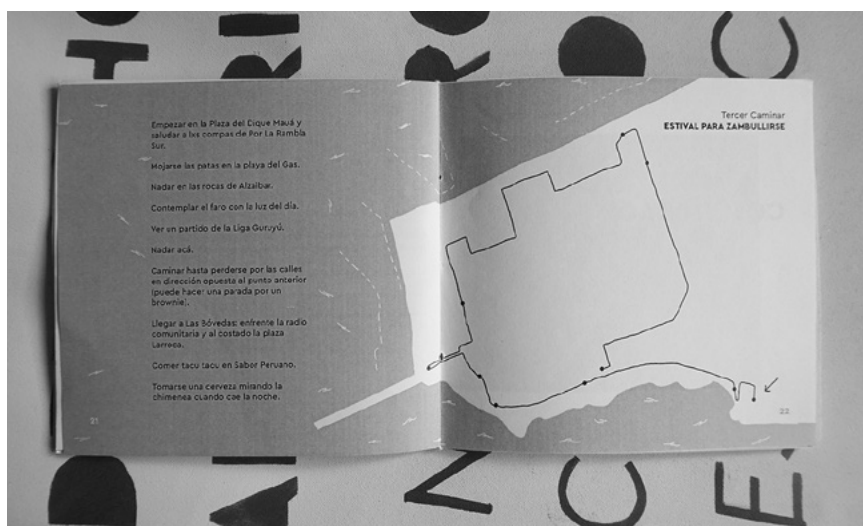 Empezar en la Plaza del Dique Mauá y
saludar a les compas de Por La Rambla
Sur.
Mojarse las patas en la playa del Gas.
Nadar en las rocas de Alzaibar.
Contemplar el faro con la luz del día.
Ver un partido de la Liga Guruyú.
Nadar acá.
Caminar hasta perderse por las calles
en dirección opuesta al punto anterior
(puede hacer una parada por un
brownie).
Llegar a Las Bóvedas: enfrente la radio
comunitaria y al costado la plaza
Larroca.
Comer tacu tacu en Sabor Peruano.
Tomarse una cerveza mirando la
chimenea cuando cae la noche.
21
Tercer Caminar
ESTIVAL PARA ZAMBULLIRSE
22